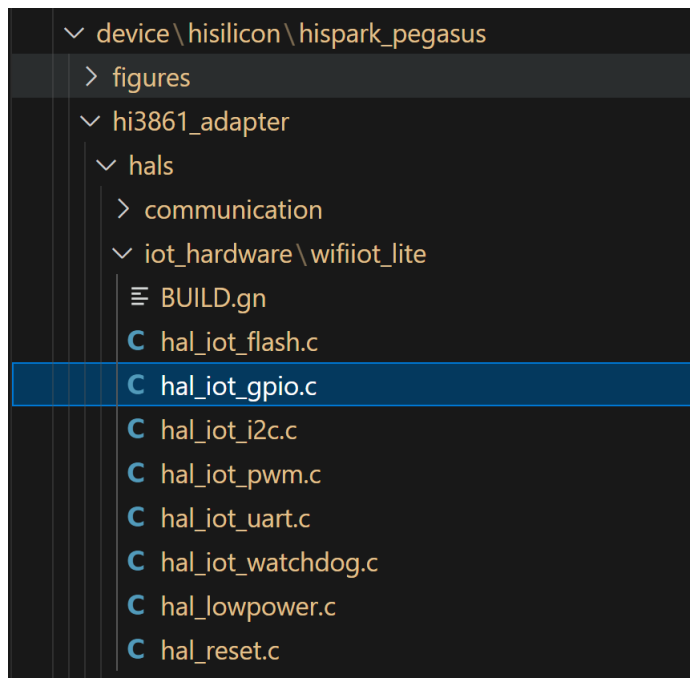 device\hisilicon\hispark_pegasus
figures
hi3861_adapter
hals
communication
iot_hardware\wifiiot_lite
BUILD.gn
C hal_iot_flash.c
C hal_iot_gpio.c
C hal_iot_i2c.c
C hal_iot_pwm.c
C hal_iot_uart.c
C hal_iot_watchdog.c
C hal_lowpower.c
C hal_reset.c